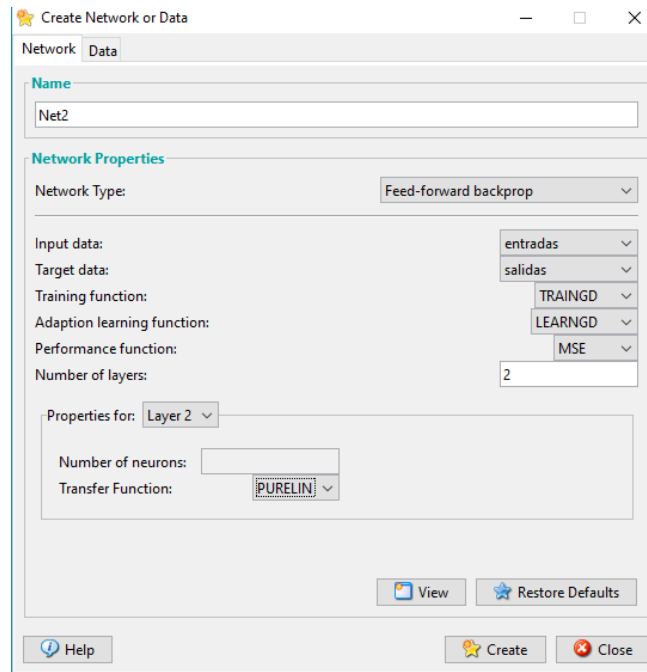 Create Network or Data
Network Data
Name
Net2
Network Properties
Network Type: Feed-forward backprop
Input data: entradas
Target data: salidas
Training function: TRAINGD
Adaption learning function: LEARNGD
Performance function: MSE
Number of layers: 2
Properties for: Layer 2
Number of neurons:
Transfer Function: PURELIN
View Restore Defaults
Help Create Close